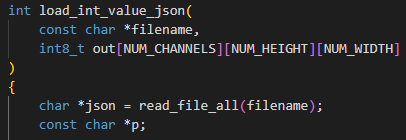 int load_int_value_json(
    const char *filename,
    int8_t out[NUM_CHANNELS][NUM_HEIGHT][NUM_WIDTH]
)
{
    char *json = read_file_all(filename);
    const char *p;